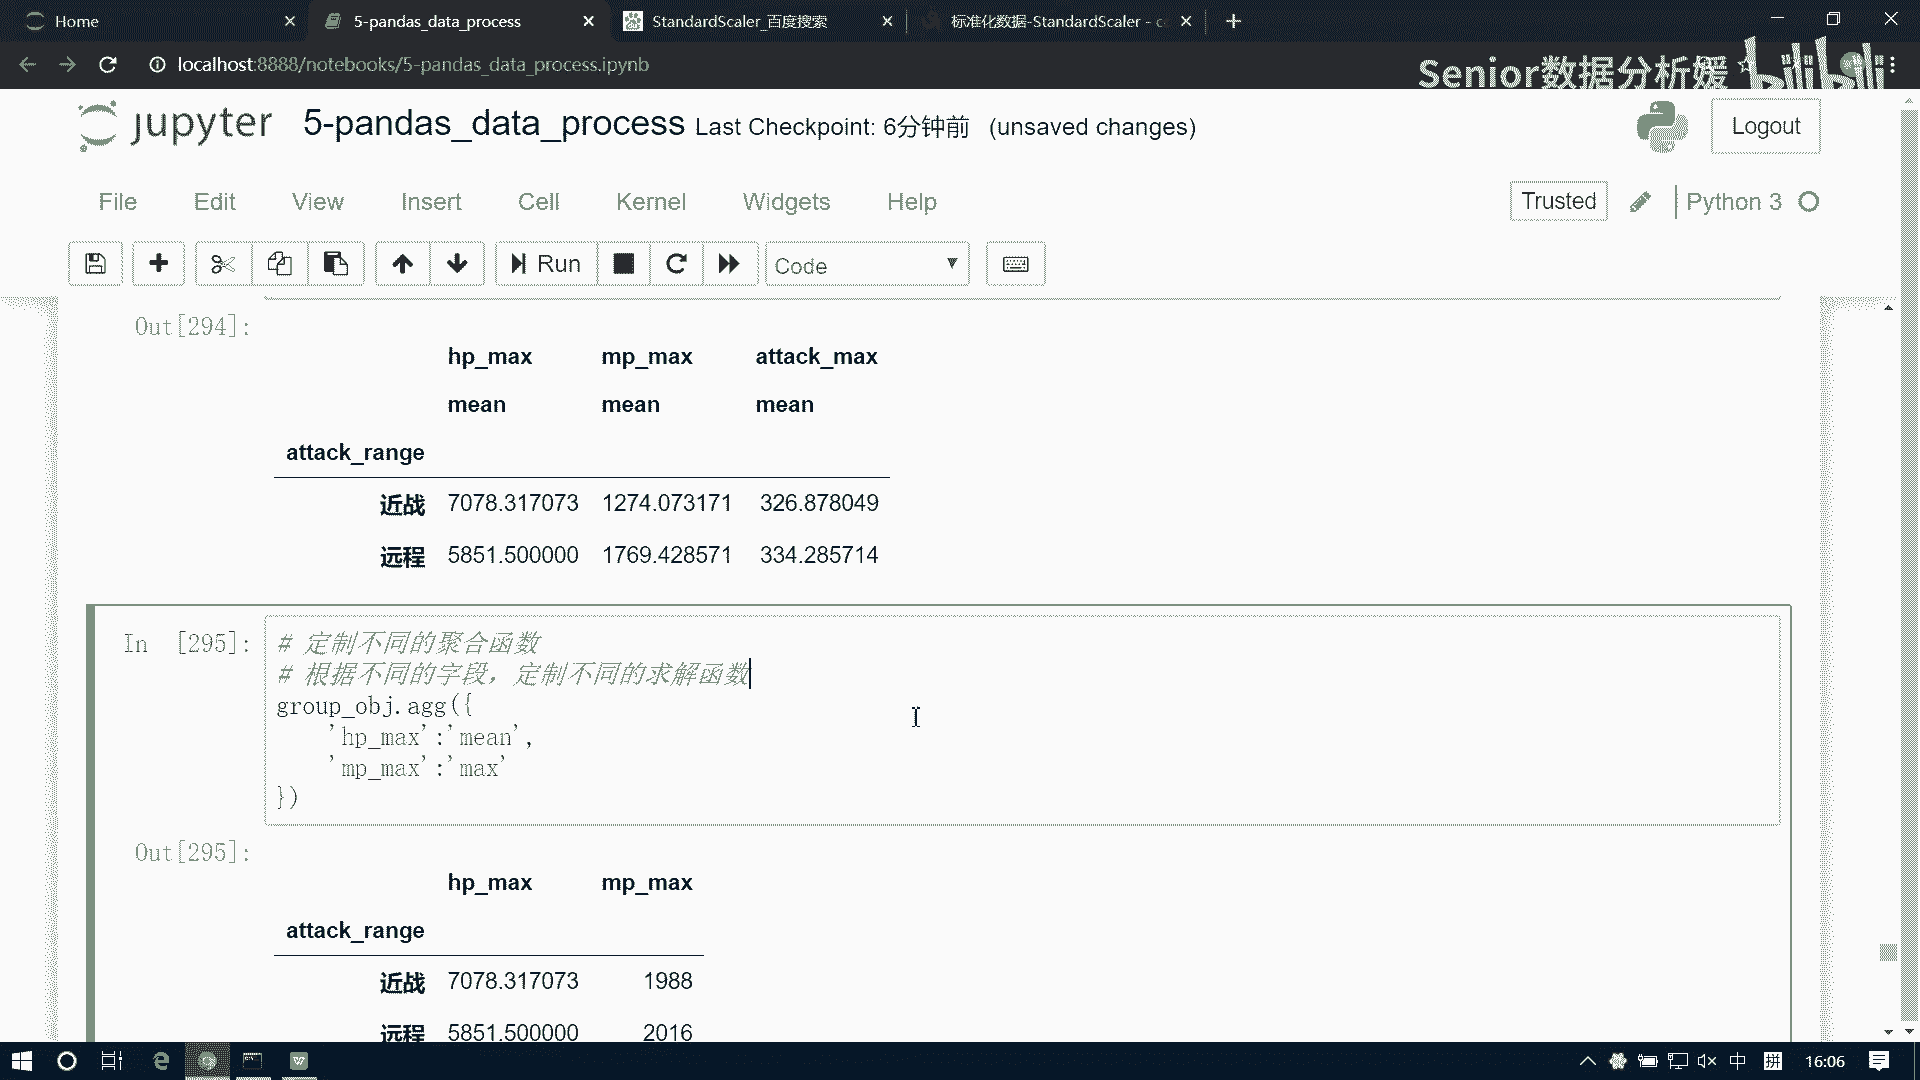 Home
5-pandas_data_process
StandardScaler_百度搜索
标准化数据-StandardScaler - c
localhost:8888/notebooks/5-pandas_data_process.ipynb
Senior数据分析媛
bilibili
jupyter 5-pandas_data_process Last Checkpoint: 6分钟前 (unsaved changes)
Logout
File Edit View Insert Cell Kernel Widgets Help
Trusted
Python 3
Run
Code
Out[294]:
hp_max mp_max attack_max
mean mean mean
attack_range
近战 7078.317073 1274.073171 326.878049
远程 5851.500000 1769.428571 334.285714
In [295]:
# 定制不同的聚合函数
# 根据不同的字段，定制不同的求解函数
group_obj.agg({
'hp_max':'mean',
'mp_max':'max'
})
Out[295]:
hp_max mp_max
attack_range
近战 7078.317073 1988
远程 5851.500000 2016
中
拼
16:06